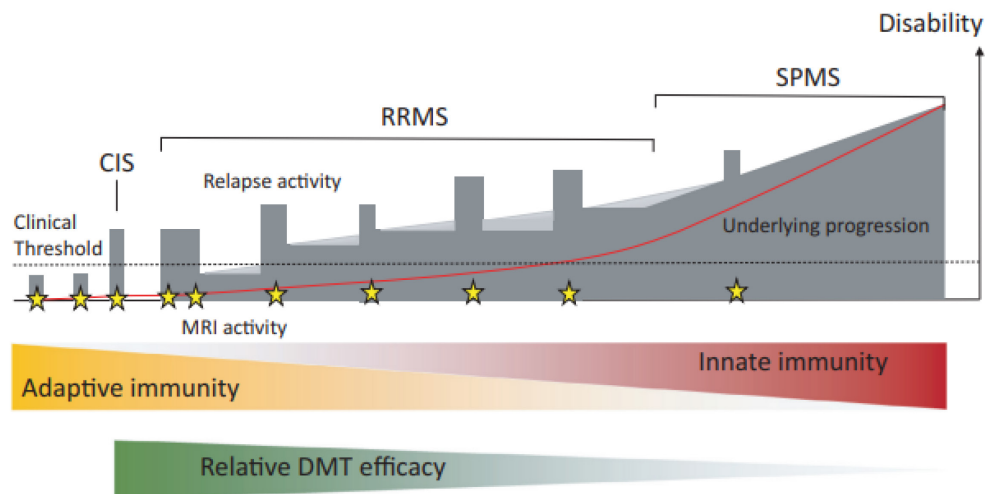 Disability
SPMS
RRMS
CIS
Relapse activity
Clinical
Threshold
Underlying progression
MRI activity
Innate immunity
Adaptive immunity
Relative DMT efficacy